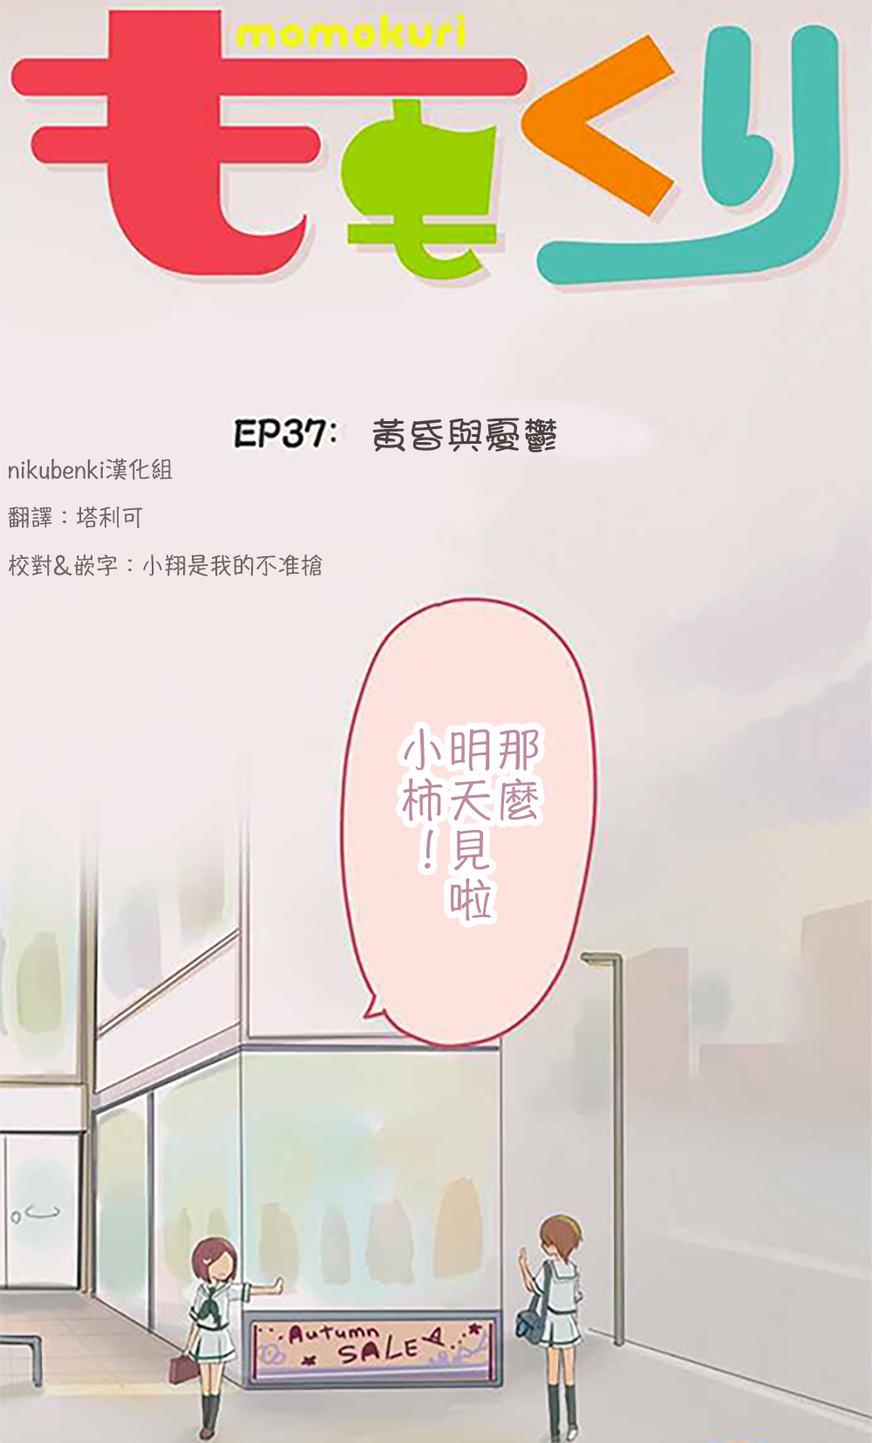 momokuri
ももくり
EP37: 黃昏與憂鬱
nikubenki漢化組
翻譯：塔利可
校對&嵌字：小翔是我的不准搶
那麼
明天見啦
小柿！
Autumn
SALE